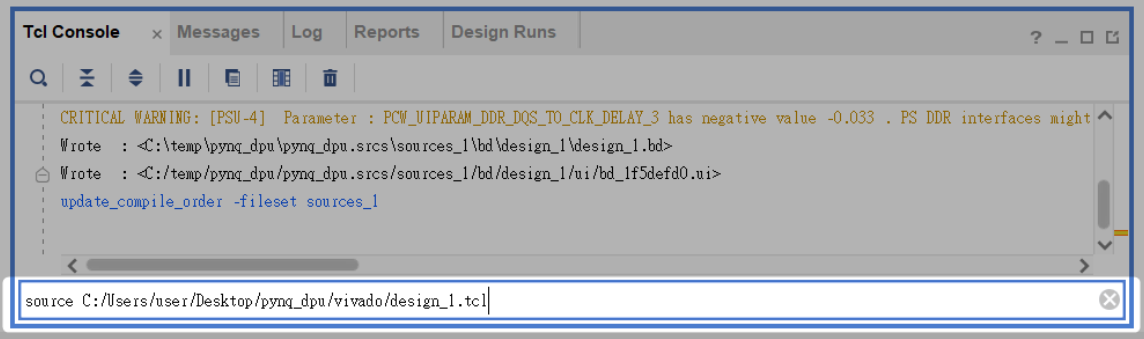 Tcl Console × Messages Log Reports Design Runs ? _
CRITICAL WARNING: [PSU-4] Parameter : PCW_UIPARAM_DDR_DQS_TO_CLK_DELAY_3 has negative value -0.033 . PS DDR interfaces might
Wrote : <C:\temp\pynq_dpu\pynq_dpu.srcs\sources_1\bd\design_1\design_1.bd>
Wrote : <C:/temp/pynq_dpu/pynq_dpu.srcs/sources_1/bd/design_1/ui/bd_1f5defd0.ui>
update_compile_order -fileset sources_1
source C:/Users/user/Desktop/pynq_dpu/vivado/design_1.tcl